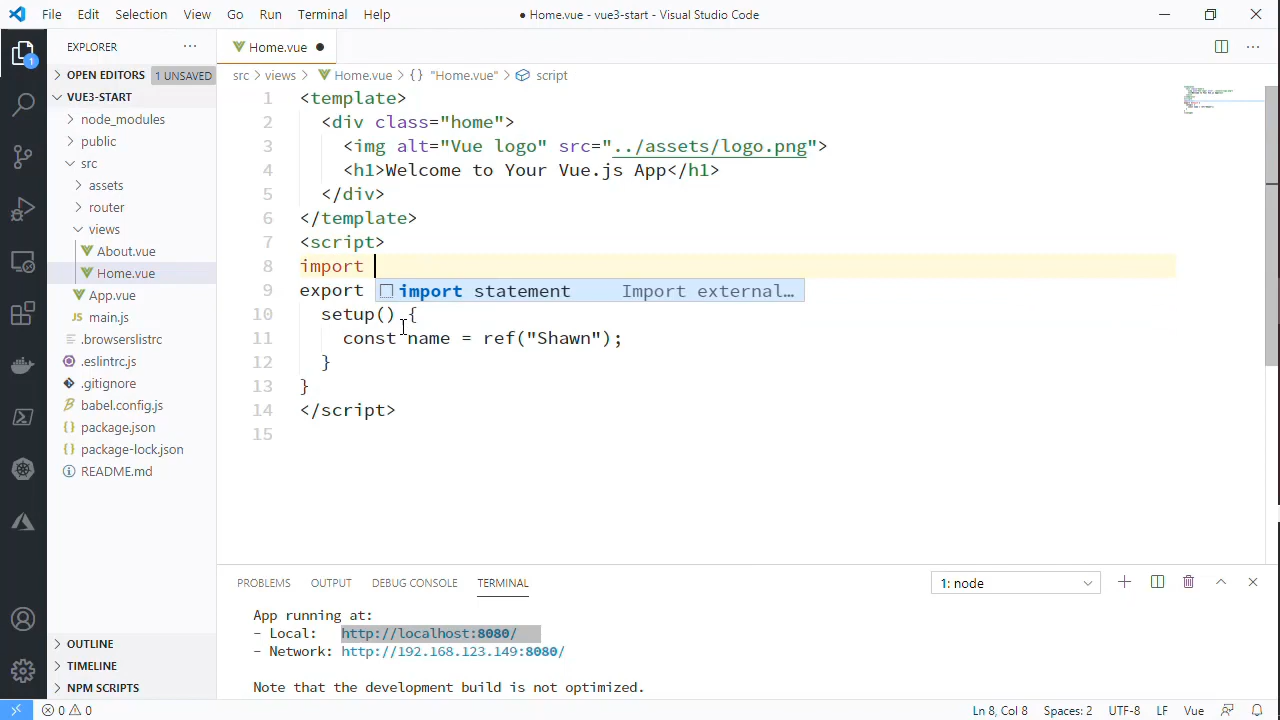 File Edit Selection View Go Run Terminal Help
● Home.vue - vue3-start - Visual Studio Code
EXPLORER
1
OPEN EDITORS 1 UNSAVED
VUE3-START
node_modules
public
src
assets
router
views
About.vue
Home.vue
App.vue
JS main.js
.browserslistrc
.eslintrc.js
.gitignore
babel.config.js
package.json
package-lock.json
README.md
OUTLINE
TIMELINE
NPM SCRIPTS
Home.vue ●
src > views > Home.vue > {} "Home.vue" > script
1 <template>
2 <div class="home">
3 <img alt="Vue logo" src="../assets/logo.png">
4 <h1>Welcome to Your Vue.js App</h1>
5 </div>
6 </template>
7 <script>
8 import
9 export
import statement Import external…
10 setup() {
11 const name = ref("Shawn");
12 }
13 }
14 </script>
15
PROBLEMS OUTPUT DEBUG CONSOLE TERMINAL
1: node
App running at:
- Local: http://localhost:8080/
- Network: http://192.168.123.149:8080/
Note that the development build is not optimized.
0 0
Ln 8, Col 8 Spaces: 2 UTF-8 LF Vue